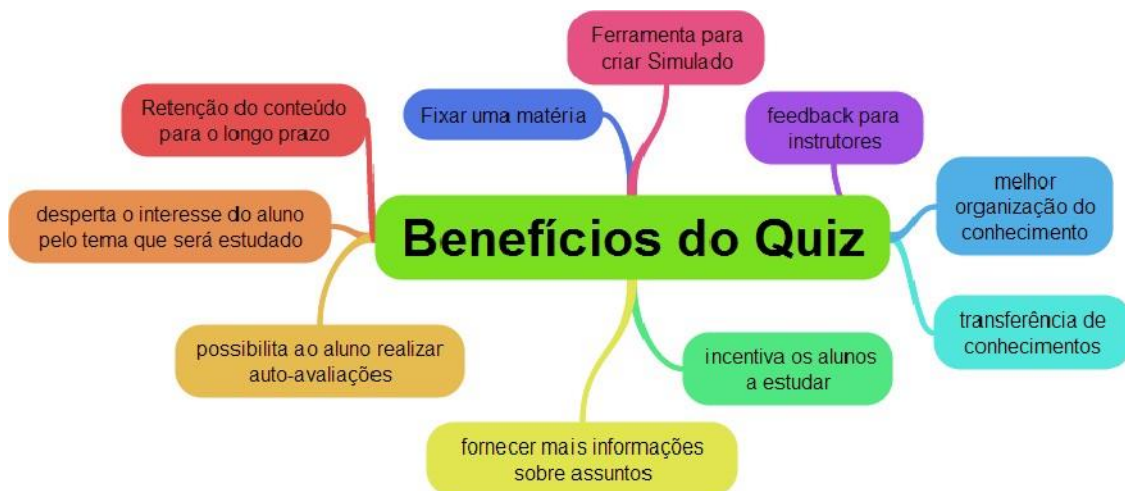 Ferramenta para
criar Simulado
Retenção do conteúdo
para o longo prazo
Fixar uma matéria
feedback para
instrutores
melhor
organização do
conhecimento
desperta o interesse do aluno
pelo tema que será estudado
Benefícios do Quiz
transferência de
conhecimentos
possibilita ao aluno realizar
auto-avaliações
incentiva os alunos
a estudar
fornecer mais informações
sobre assuntos